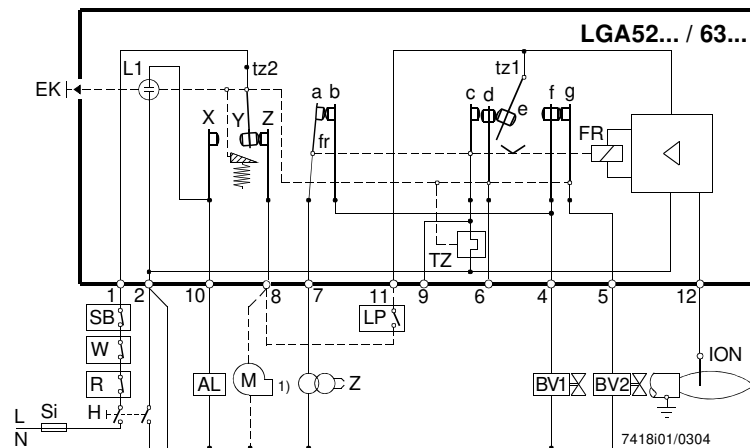 LGA52... / 63...
L1
tz2
tz1
EK
X
Y
Z
a
b
c
d
e
f
g
fr
FR
TZ
1
2
10
8
7
11
9
6
4
5
12
SB
LP
W
R
AL
M
1)
Z
BV1
BV2
ION
L
Si
H
N
7418i01/0304